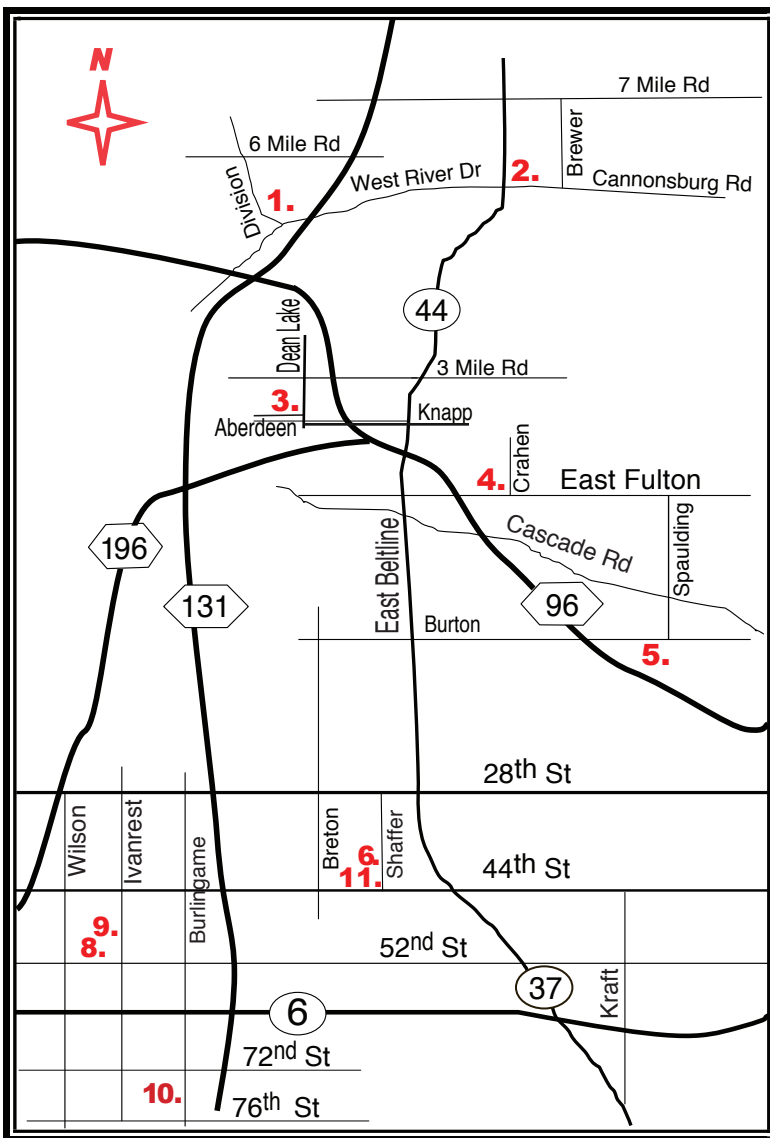 N
7 Mile Rd
6 Mile Rd
Brewer
West River Dr
2.
Cannonsburg Rd
Division
1.
44
Dean Lake
3 Mile Rd
3.
Aberdeen
Knapp
4.
Crahen
East Fulton
196
131
East Beltline
Cascade Rd
Spaulding
96
Burton
5.
28th St
Wilson
Ivanrest
Burlingame
Breton
6.
11.
Shaffer
44th St
9.
8.
52nd St
37
Kraft
6
72nd St
10.
76th St